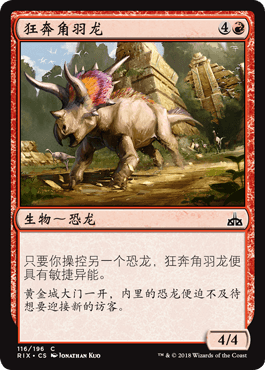 狂奔角羽龙 4
生物～恐龙
只要你操控另一个恐龙，狂奔角羽龙便
具有敏捷异能。
黄金城大门一开，内里的恐龙便迫不及待
想要迎接新的访客。
4/4
116/196 C
RIX • CS JONATHAN KUO
™ & © 2018 Wizards of the Coast